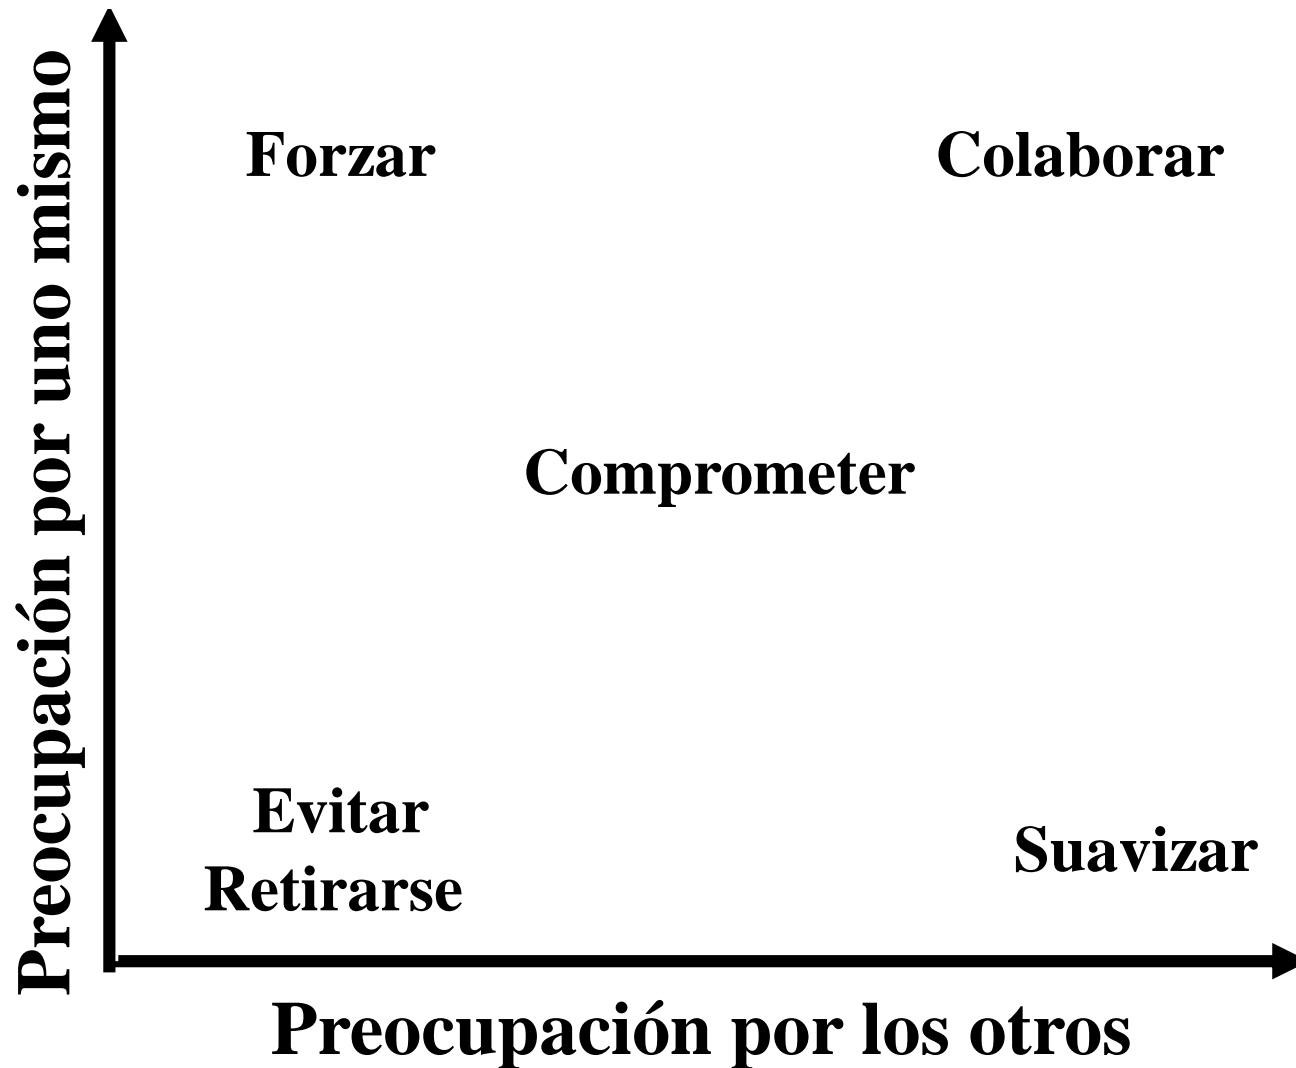 Preocupación por uno mismo
Forzar
Colaborar
Comprometer
Evitar
Retirarse
Suavizar
Preocupación por los otros